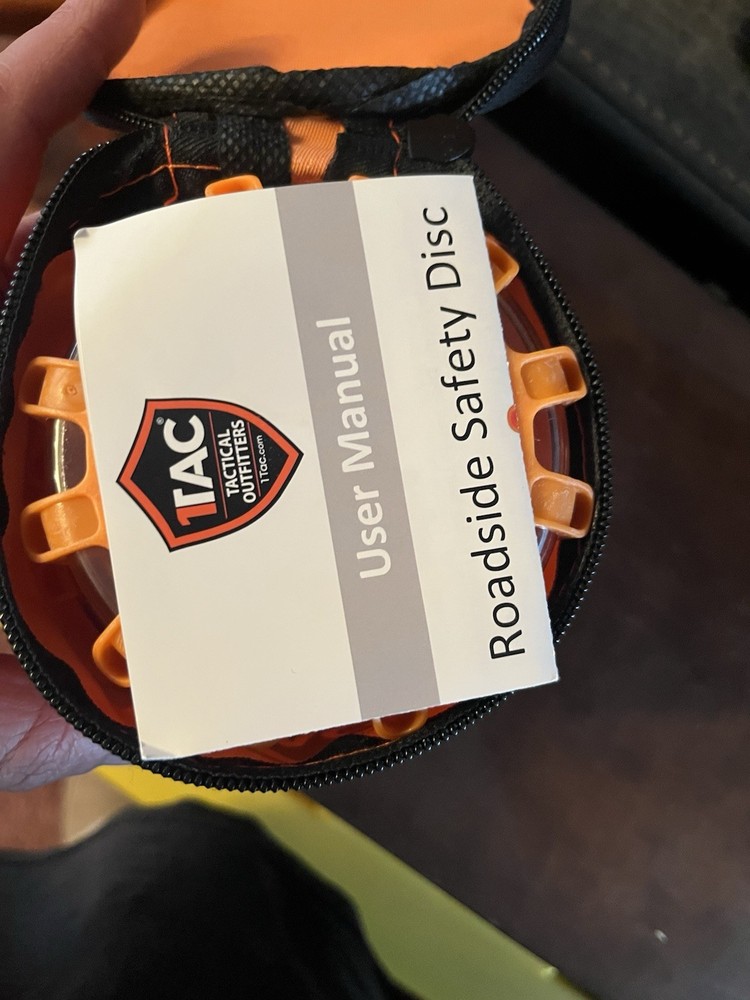 1TAC®
TACTICAL
OUTFITTERS
1Tac.com
User Manual
Roadside Safety Disc